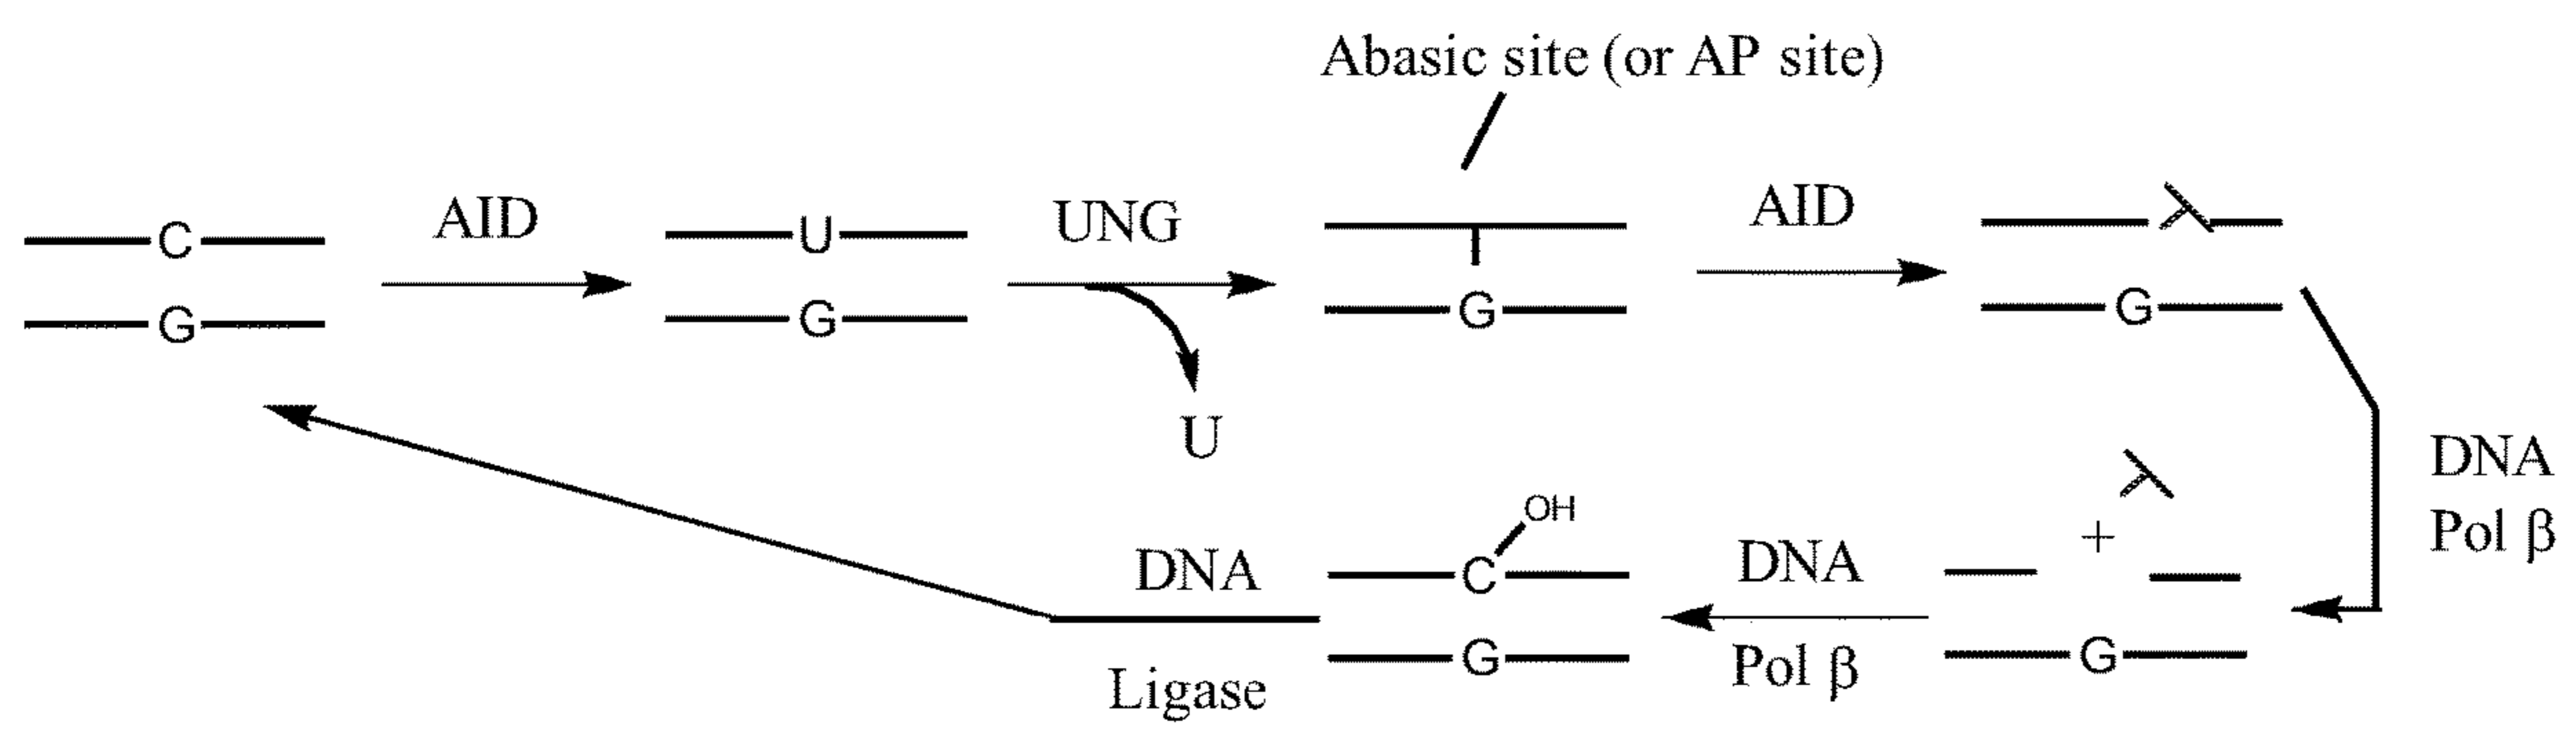 Abasic site (or AP site)
C
G
AID
U
G
UNG
U
G
AID
G
DNA
Pol β
+
G
DNA
Pol β
OH
C
G
DNA
Ligase